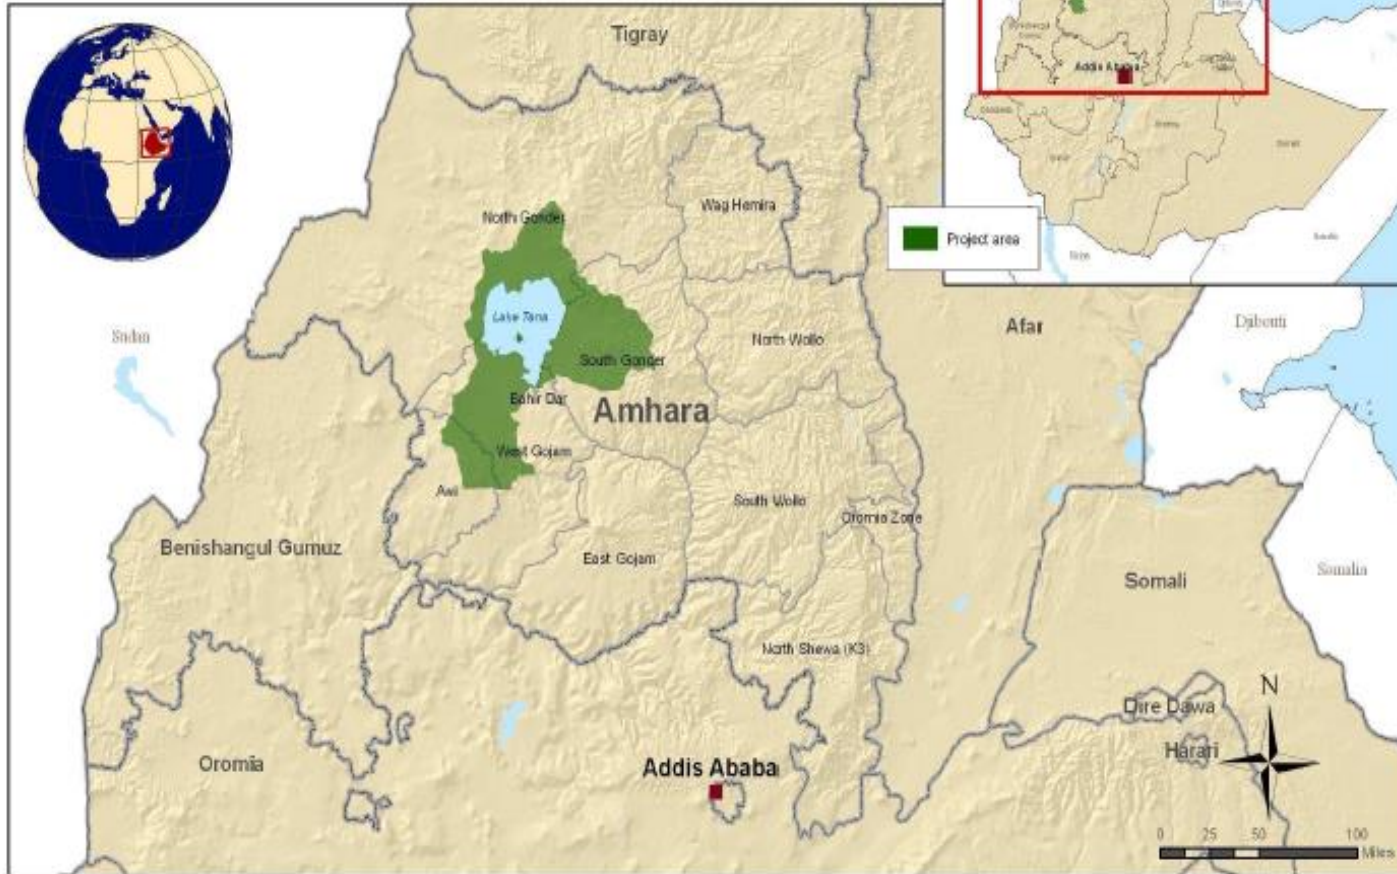 Tigray
Addis Ababa
Wag Hemira
North Gonder
Project area
Lake Tana
Sudan
Afar
Djibouti
North Wollo
South Gonder
Bahir Dar
Amhara
West Gojam
Awi
South Wollo
Oromia Zone
Benishangul Gumuz
East Gojam
Somali
Somalia
North Shewa (K3)
N
Dire Dawa
Harari
Oromia
Addis Ababa
0 25 50 100
Miles